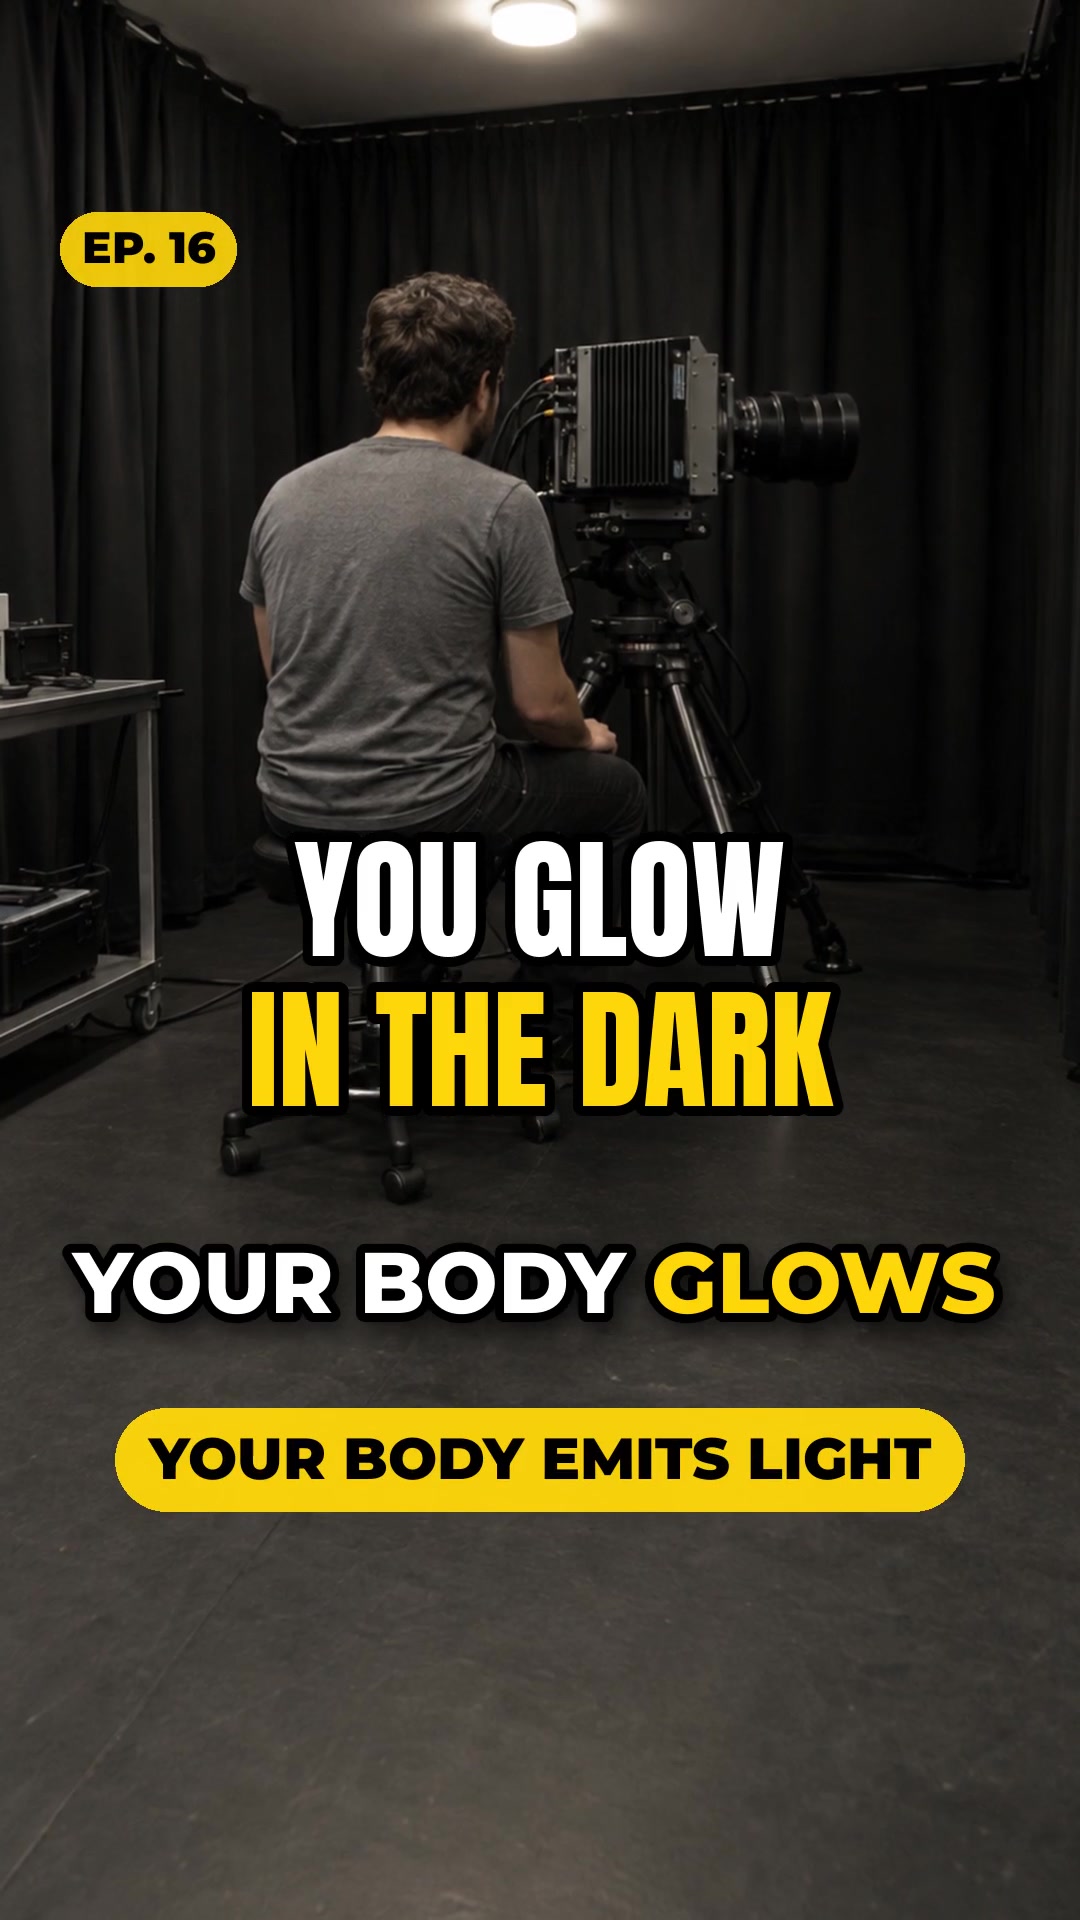 EP. 16
YOU GLOW
IN THE DARK
YOUR BODY GLOWS
YOUR BODY EMITS LIGHT